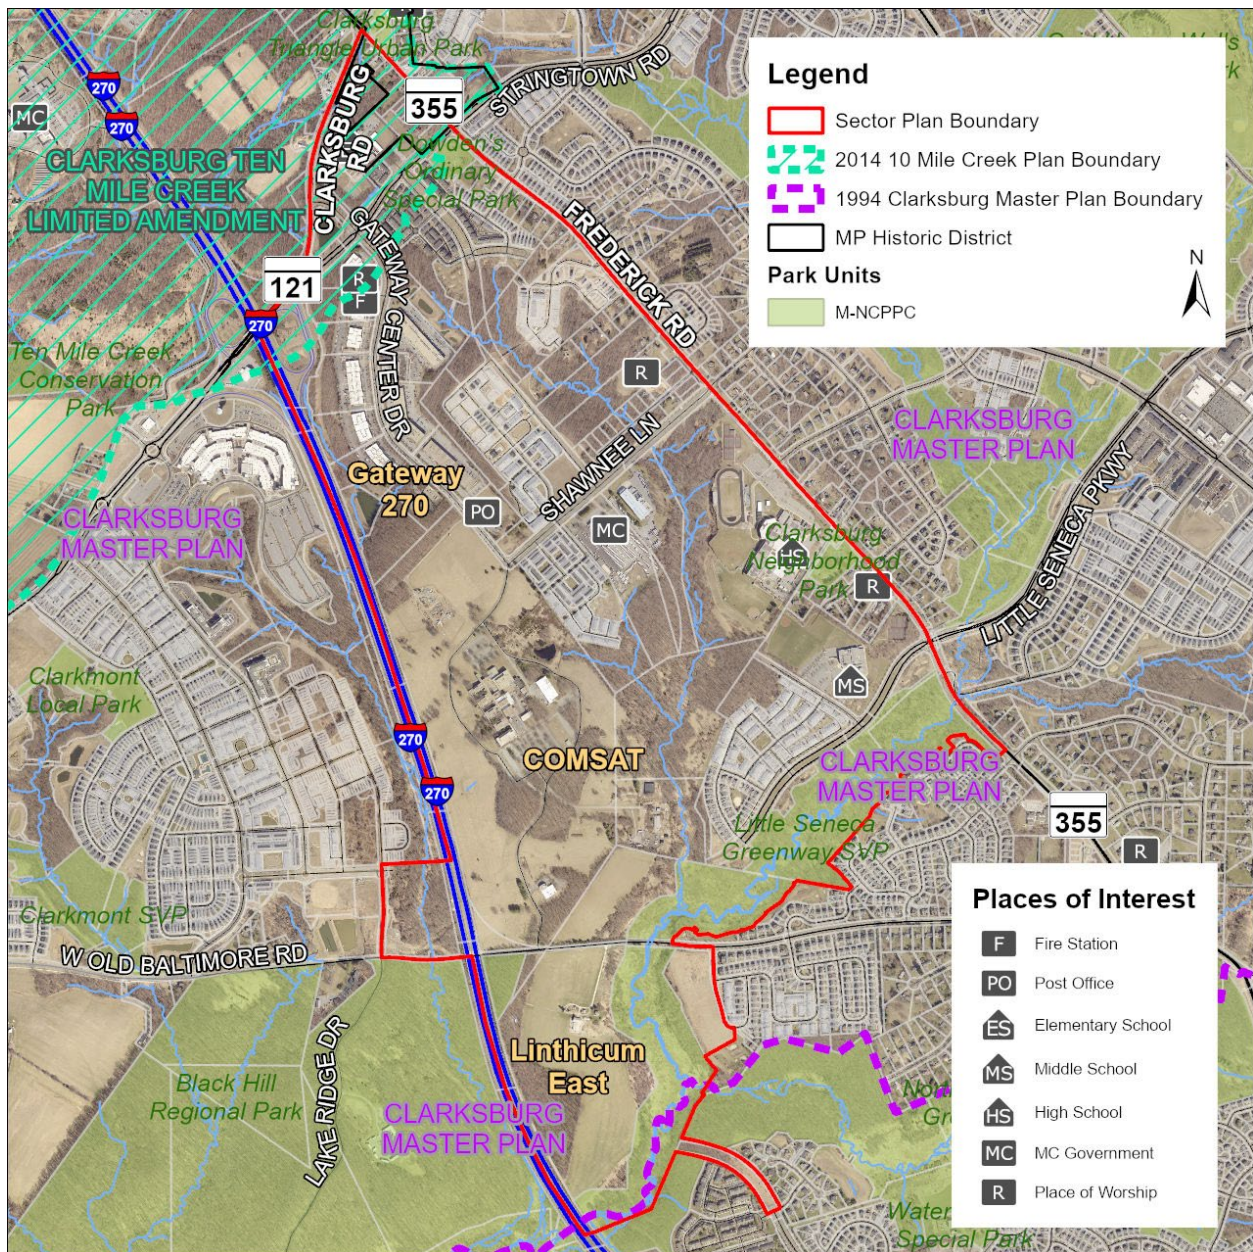 Clarksburg
Triangle Urban Park
270
270
MC
CLARKSBURG TEN
MILE CREEK
LIMITED AMENDMENT
CLARKSBURG
RD
355
STRINGTOWN RD
Dowden's
Ordinary
Special Park
Legend
Sector Plan Boundary
2014 10 Mile Creek Plan Boundary
1994 Clarksburg Master Plan Boundary
MP Historic District
Park Units
M-NCPPC
N
121
R
F
GATEWAY CENTER DR
FREDERICK RD
270
Ten Mile Creek
Conservation
Park
R
CLARKSBURG
MASTER PLAN
Gateway
270
SHAWNEE LN
PO
MC
CLARKSBURG
MASTER PLAN
HS
Clarksburg
Neighborhood
Park
R
LITTLE SENECA PKWY
MS
Clarkmont
Local Park
270
270
COMSAT
CLARKSBURG
MASTER PLAN
Little Seneca
Greenway SVP
355
R
Clarkmont SVP
W OLD BALTIMORE RD
Linthicum
East
Black Hill
Regional Park
LAKE RIDGE DR
CLARKSBURG
MASTER PLAN
Special Park
Places of Interest
F Fire Station
PO Post Office
ES Elementary School
MS Middle School
HS High School
MC MC Government
R Place of Worship